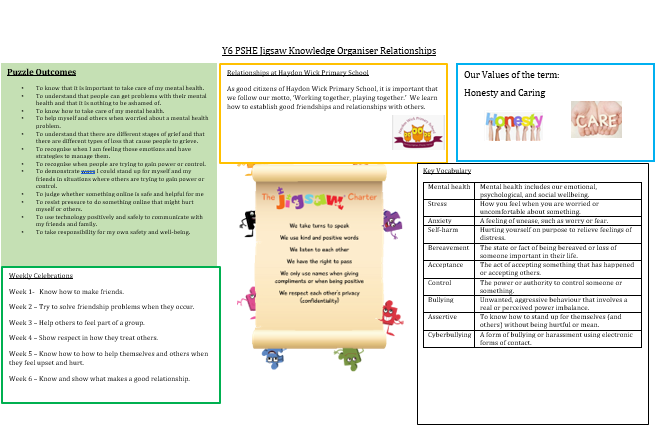 Y6 PSHE Jigsaw Knowledge Organiser Relationships
Puzzle Outcomes
• To know that it is important to take care of my mental health.
• To understand that people can get problems with their mental
health and that it is nothing to be ashamed of.
• To know how to take care of my mental health.
• To help myself and others when worried about a mental health
problem.
• To understand that there are different stages of grief and that
there are different types of loss that cause people to grieve.
• To recognise when I am feeling those emotions and have
strategies to manage them.
• To recognise when people are trying to gain power or control.
• To demonstrate ways I could stand up for myself and my
friends in situations where others are trying to gain power or
control.
• To judge whether something online is safe and helpful for me
• To resist pressure to do something online that might hurt
myself or others.
• To use technology positively and safely to communicate with
my friends and family.
• To take responsibility for my own safety and well-being.
Weekly Celebrations
Week 1- Know how to make friends.
Week 2 – Try to solve friendship problems when they occur.
Week 3 – Help others to feel part of a group.
Week 4 – Show respect in how they treat others.
Week 5 – Know how to how to help themselves and others when
they feel upset and hurt.
Week 6 – Know and show what makes a good relationship.
Relationships at Haydon Wick Primary School
As good citizens of Haydon Wick Primary School, it is important that
we follow our motto, 'Working together, playing together.' We learn
how to establish good friendships and relationships with others.
The Jigsaw Charter
We take turns to speak
We use kind and positive words
We listen to each other
We have the right to pass
We only use names when giving
compliments or when being positive
We respect each other's privacy
(confidentiality)
Our Values of the term:
Honesty and Caring
Honesty
CARE
Key Vocabulary
Mental health Mental health includes our emotional,
psychological, and social wellbeing.
Stress How you feel when you are worried or
uncomfortable about something.
Anxiety A feeling of unease, such as worry or fear.
Self-harm Hurting yourself on purpose to relieve feelings of
distress.
Bereavement The state or fact of being bereaved or loss of
someone important in their life.
Acceptance The act of accepting something that has happened
or accepting others.
Control The power or authority to control someone or
something.
Bullying Unwanted, aggressive behaviour that involves a
real or perceived power imbalance.
Assertive To know how to stand up for themselves (and
others) without being hurtful or mean.
Cyberbullying A form of bullying or harassment using electronic
forms of contact.